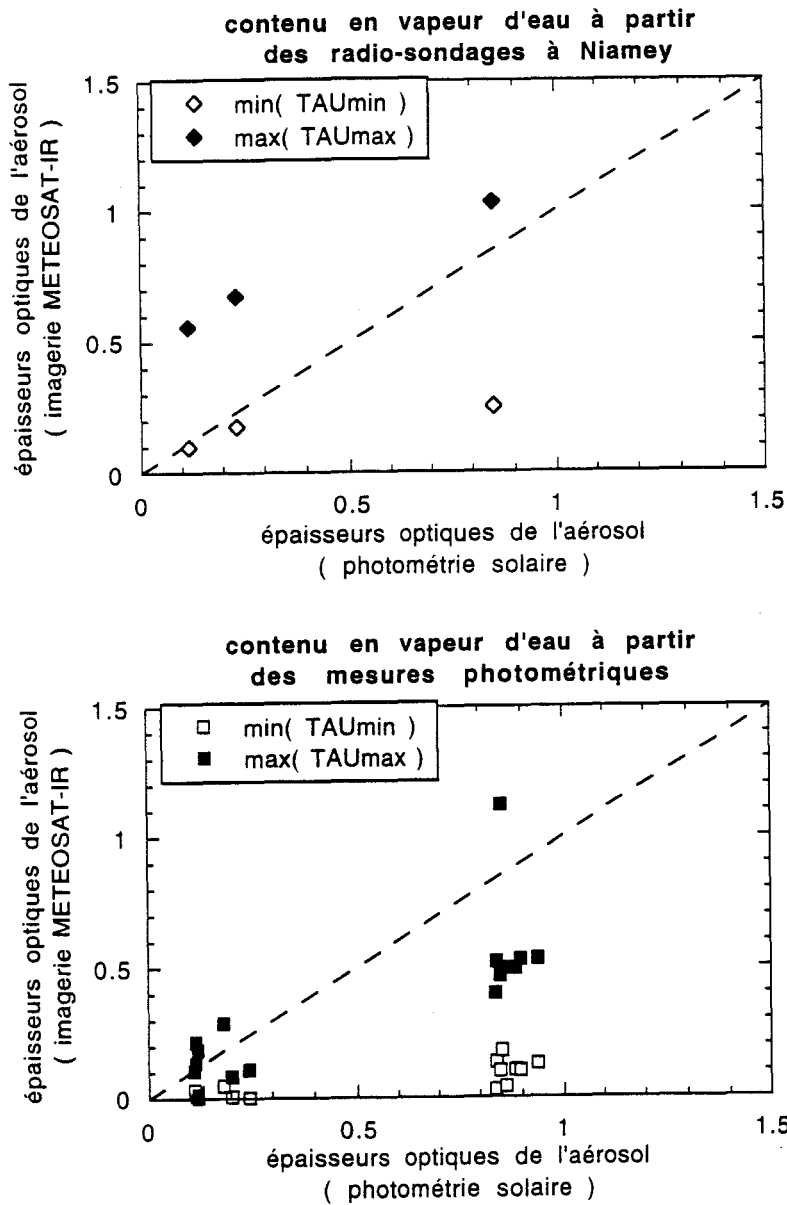 contenu en vapeur d'eau à partir
des radio-sondages à Niamey
épaisseurs optiques de l'aérosol
( imagerie METEOSAT-IR )
1.5
1
0.5
0
min( TAUmin )
max( TAUmax )
0
0.5
1
1.5
épaisseurs optiques de l'aérosol
( photométrie solaire )
contenu en vapeur d'eau à partir
des mesures photométriques
épaisseurs optiques de l'aérosol
( imagerie METEOSAT-IR )
1.5
1
0.5
0
min( TAUmin )
max( TAUmax )
0
0.5
1
1.5
épaisseurs optiques de l'aérosol
( photométrie solaire )